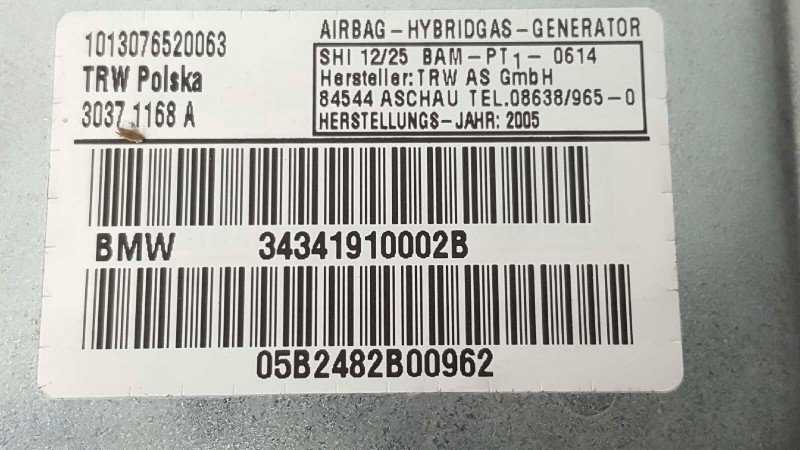 1013076520063
TRW Polska
3037 1168 A
AIRBAG-HYBRIDGAS-GENERATOR
SHI 12/25 BAM-PT1-0614
Hersteller: TRW AS GmbH
84544 ASCHAU TEL.08638/965-0
HERSTELLUNGS-JAHR: 2005
BMW 34341910002B
05B2482B00962